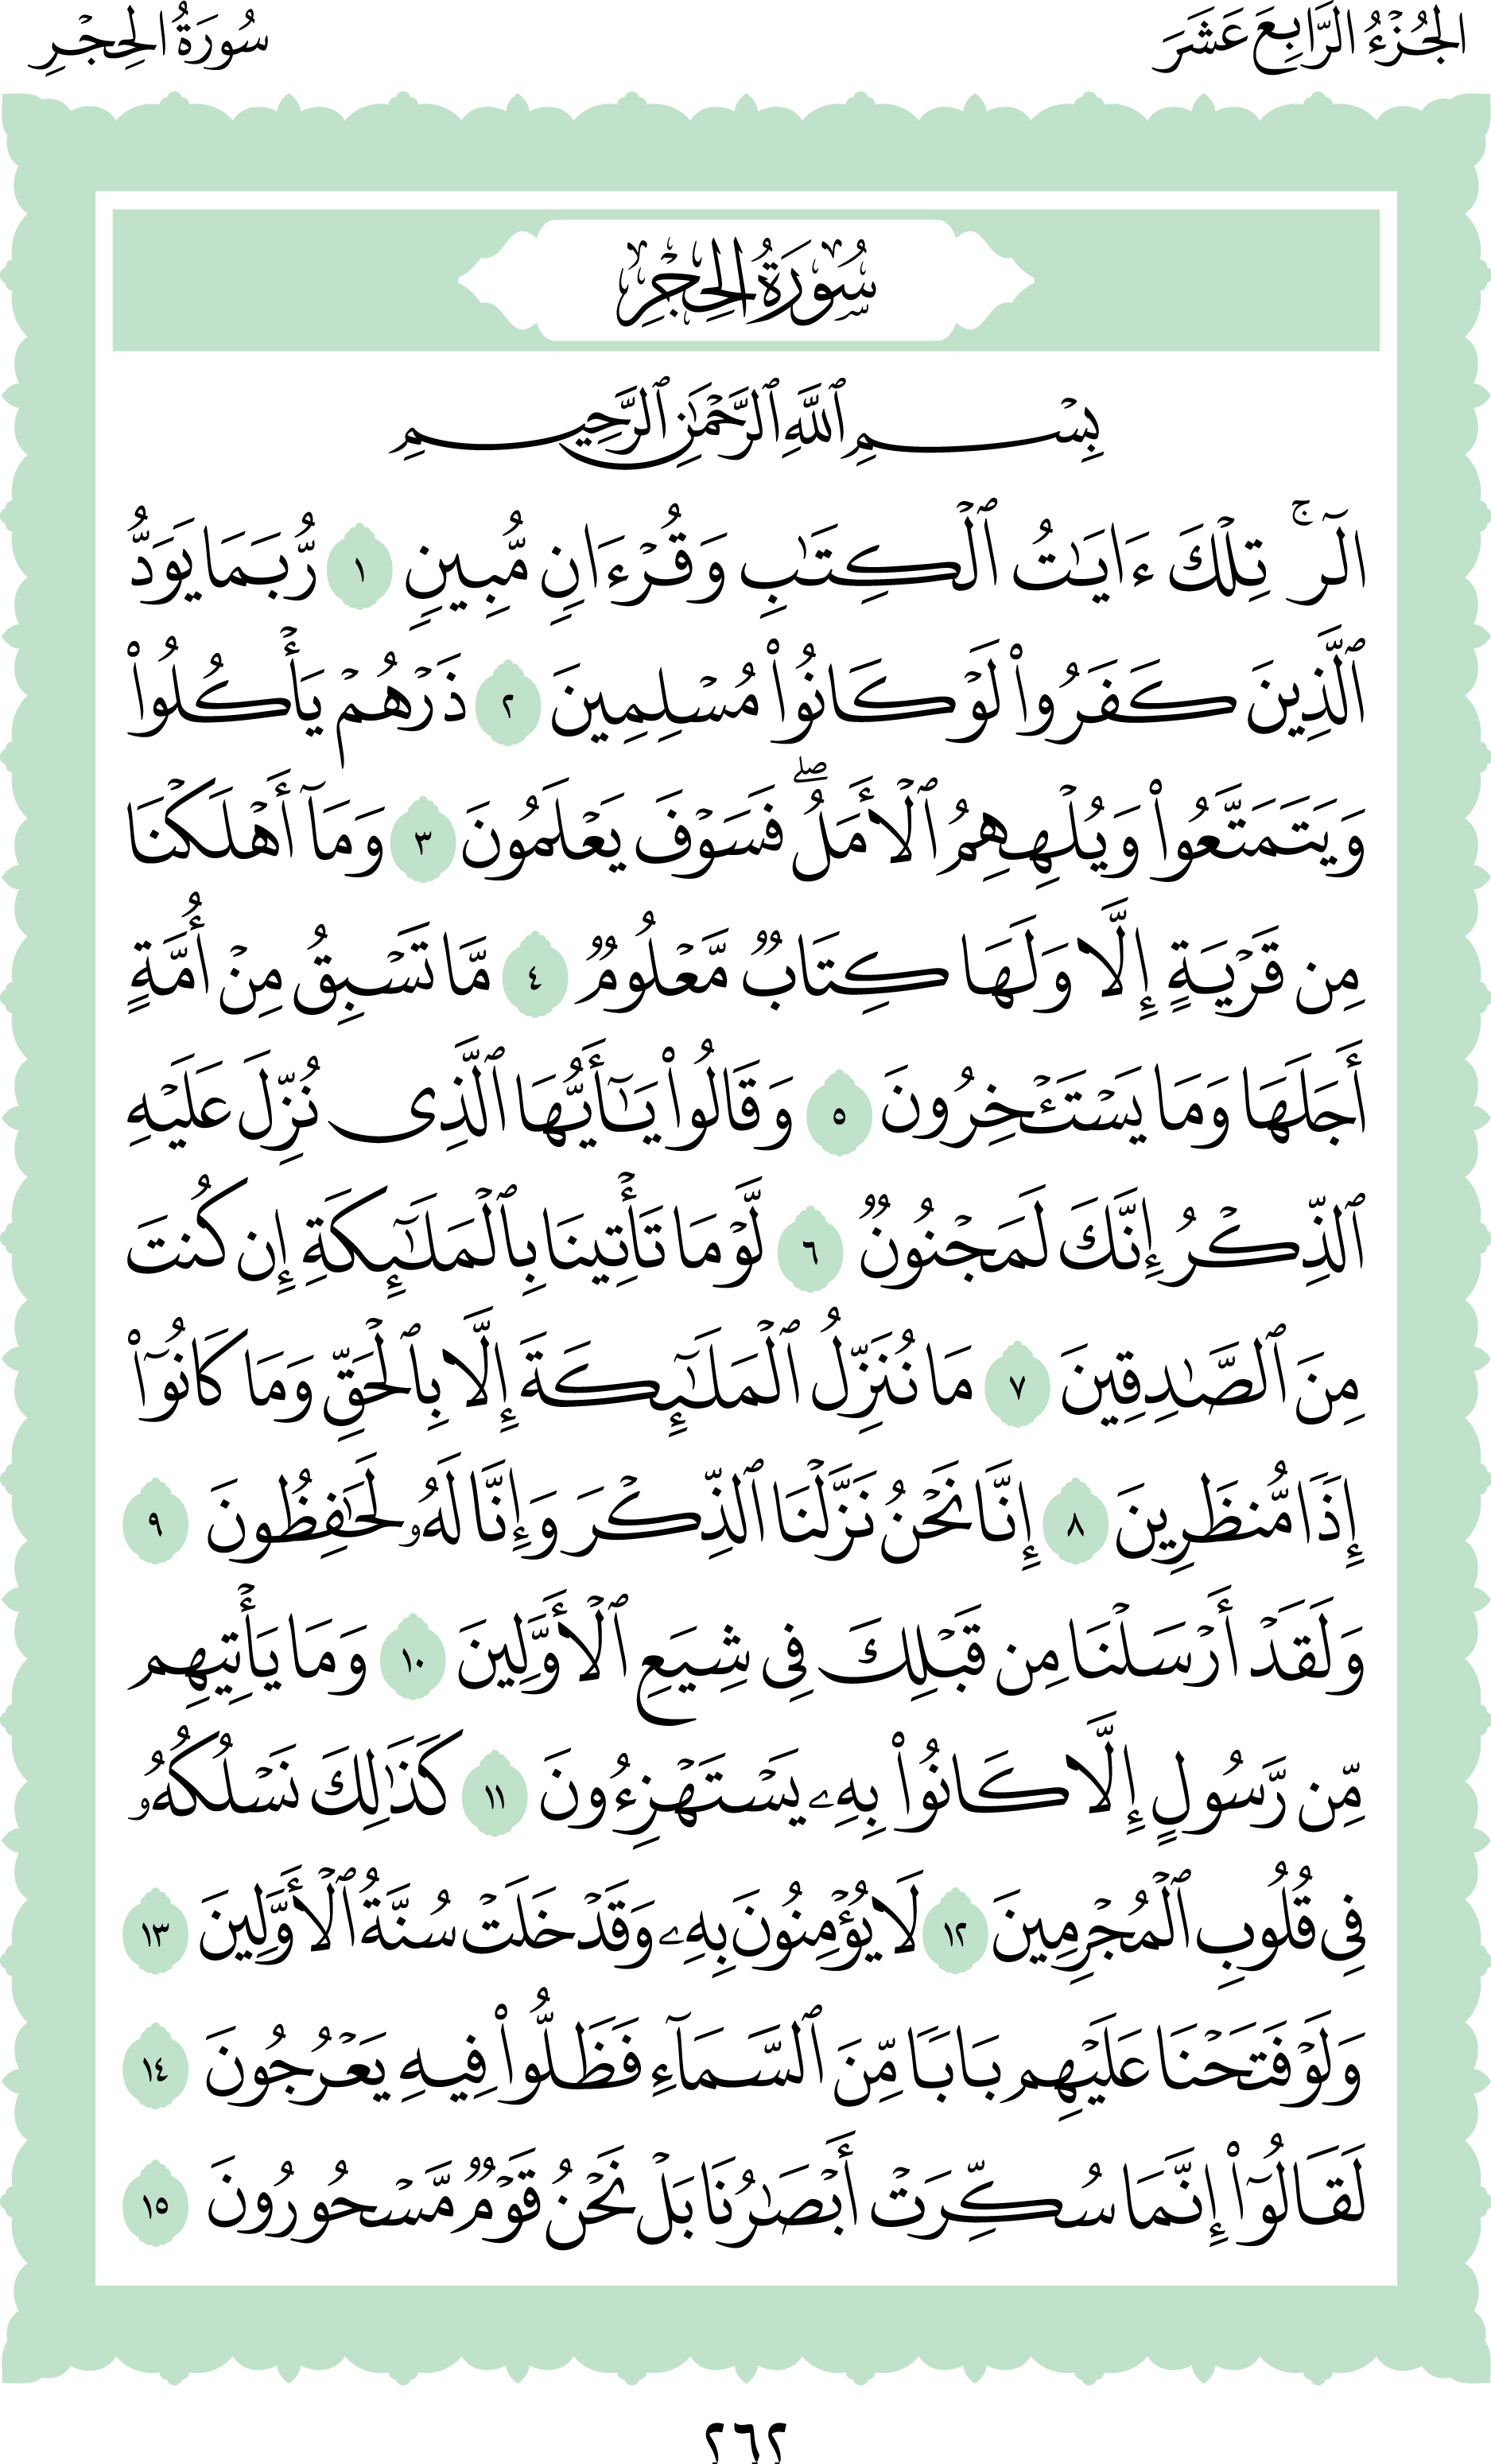 الجُزْءُ الرَّابِعَ عَشَرَ
سُورَةُ الحِجْرِ
سُورَةُ الحِجْرِ
بِسْمِ ٱللَّهِ ٱلرَّحْمَٰنِ ٱلرَّحِيمِ
الٓرۚ تِلْكَ ءَايَٰتُ ٱلْكِتَٰبِ وَقُرْءَانٍ مُّبِينٍ ١ رُّبَمَا يَوَدُّ
ٱلَّذِينَ كَفَرُوا۟ لَوْ كَانُوا۟ مُسْلِمِينَ ٢ ذَرْهُمْ يَأْكُلُوا۟
وَيَتَمَتَّعُوا۟ وَيُلْهِهِمُ ٱلْأَمَلُۖ فَسَوْفَ يَعْلَمُونَ ٣ وَمَآ أَهْلَكْنَا
مِن قَرْيَةٍ إِلَّا وَلَهَا كِتَابٌ مَّعْلُومٌ ٤ مَّا تَسْبِقُ مِنْ أُمَّةٍ
أَجَلَهَا وَمَا يَسْتَـْٔخِرُونَ ٥ وَقَالُوا۟ يَٰٓأَيُّهَا ٱلَّذِى نُزِّلَ عَلَيْهِ
ٱلذِّكْرُ إِنَّكَ لَمَجْنُونٌ ٦ لَّوْ مَا تَأْتِينَا بِٱلْمَلَٰٓئِكَةِ إِن كُنتَ
مِنَ ٱلصَّٰدِقِينَ ٧ مَا نُنَزِّلُ ٱلْمَلَٰٓئِكَةَ إِلَّا بِٱلْحَقِّ وَمَا كَانُوٓا۟
إِذًا مُّنظَرِينَ ٨ إِنَّا نَحْنُ نَزَّلْنَا ٱلذِّكْرَ وَإِنَّا لَهُۥ لَحَٰفِظُونَ ٩
وَلَقَدْ أَرْسَلْنَا مِن قَبْلِكَ فِى شِيَعِ ٱلْأَوَّلِينَ ١٠ وَمَا يَأْتِيهِم
مِّن رَّسُولٍ إِلَّا كَانُوا۟ بِهِۦ يَسْتَهْزِءُونَ ١١ كَذَٰلِكَ نَسْلُكُهُۥ
فِى قُلُوبِ ٱلْمُجْرِمِينَ ١٢ لَا يُؤْمِنُونَ بِهِۦ وَقَدْ خَلَتْ سُنَّةُ ٱلْأَوَّلِينَ ١٣
وَلَوْ فَتَحْنَا عَلَيْهِم بَابًا مِّنَ ٱلسَّمَآءِ فَظَلُّوا۟ فِيهِ يَعْرُجُونَ ١٤
لَقَالُوٓا۟ إِنَّمَا سُكِّرَتْ أَبْصَٰرُنَا بَلْ نَحْنُ قَوْمٌ مَّسْحُورُونَ ١٥
٢٦٢